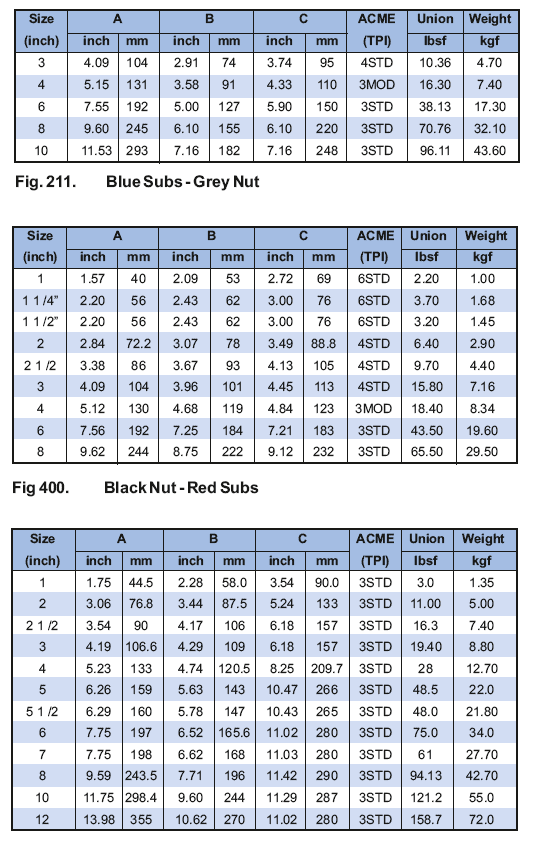 Size A B C ACME Union Weight
(inch) inch mm inch mm inch mm (TPI) lbsf kgf
3 4.09 104 2.91 74 3.74 95 4STD 10.36 4.70
4 5.15 131 3.58 91 4.33 110 3MOD 16.30 7.40
6 7.55 192 5.00 127 5.90 150 3STD 38.13 17.30
8 9.60 245 6.10 155 6.10 220 3STD 70.76 32.10
10 11.53 293 7.16 182 7.16 248 3STD 96.11 43.60
Fig. 211. Blue Subs - Grey Nut
Size A B C ACME Union Weight
(inch) inch mm inch mm inch mm (TPI) lbsf kgf
1 1.57 40 2.09 53 2.72 69 6STD 2.20 1.00
1 1/4” 2.20 56 2.43 62 3.00 76 6STD 3.70 1.68
1 1/2” 2.20 56 2.43 62 3.00 76 6STD 3.20 1.45
2 2.84 72.2 3.07 78 3.49 88.8 4STD 6.40 2.90
2 1/2 3.38 86 3.67 93 4.13 105 4STD 9.70 4.40
3 4.09 104 3.96 101 4.45 113 4STD 15.80 7.16
4 5.12 130 4.68 119 4.84 123 3MOD 18.40 8.34
6 7.56 192 7.25 184 7.21 183 3STD 43.50 19.60
8 9.62 244 8.75 222 9.12 232 3STD 65.50 29.50
Fig 400. Black Nut - Red Subs
Size A B C ACME Union Weight
(inch) inch mm inch mm inch mm (TPI) lbsf kgf
1 1.75 44.5 2.28 58.0 3.54 90.0 3STD 3.0 1.35
2 3.06 76.8 3.44 87.5 5.24 133 3STD 11.00 5.00
2 1/2 3.54 90 4.17 106 6.18 157 3STD 16.3 7.40
3 4.19 106.6 4.29 109 6.18 157 3STD 19.40 8.80
4 5.23 133 4.74 120.5 8.25 209.7 3STD 28 12.70
5 6.26 159 5.63 143 10.47 266 3STD 48.5 22.0
5 1/2 6.29 160 5.78 147 10.43 265 3STD 48.0 21.80
6 7.75 197 6.52 165.6 11.02 280 3STD 75.0 34.0
7 7.75 198 6.62 168 11.03 280 3STD 61 27.70
8 9.59 243.5 7.71 196 11.42 290 3STD 94.13 42.70
10 11.75 298.4 9.60 244 11.29 287 3STD 121.2 55.0
12 13.98 355 10.62 270 11.02 280 3STD 158.7 72.0